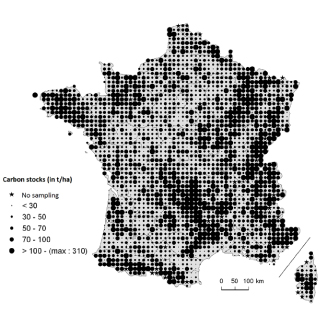 Carbon stocks (in t/ha)
No sampling
< 30
30 - 50
50 - 70
70 - 100
> 100 - (max : 310)
0 50 100 km